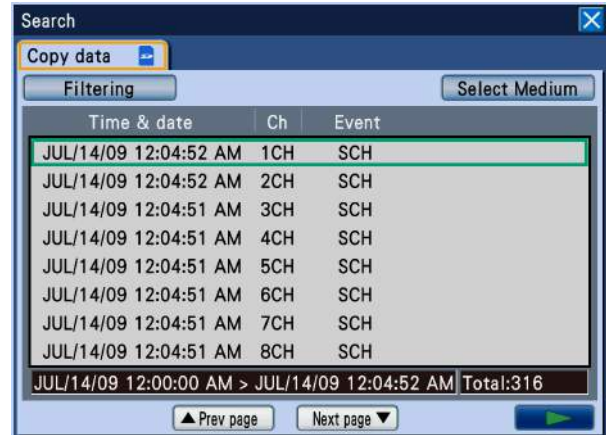 Search
Copy data
Filtering Select Medium
Time & date Ch Event
JUL/14/09 12:04:52 AM 1CH SCH
JUL/14/09 12:04:52 AM 2CH SCH
JUL/14/09 12:04:51 AM 3CH SCH
JUL/14/09 12:04:51 AM 4CH SCH
JUL/14/09 12:04:51 AM 5CH SCH
JUL/14/09 12:04:51 AM 6CH SCH
JUL/14/09 12:04:51 AM 7CH SCH
JUL/14/09 12:04:51 AM 8CH SCH
JUL/14/09 12:00:00 AM > JUL/14/09 12:04:52 AM Total:316
▲ Prev page Next page ▼